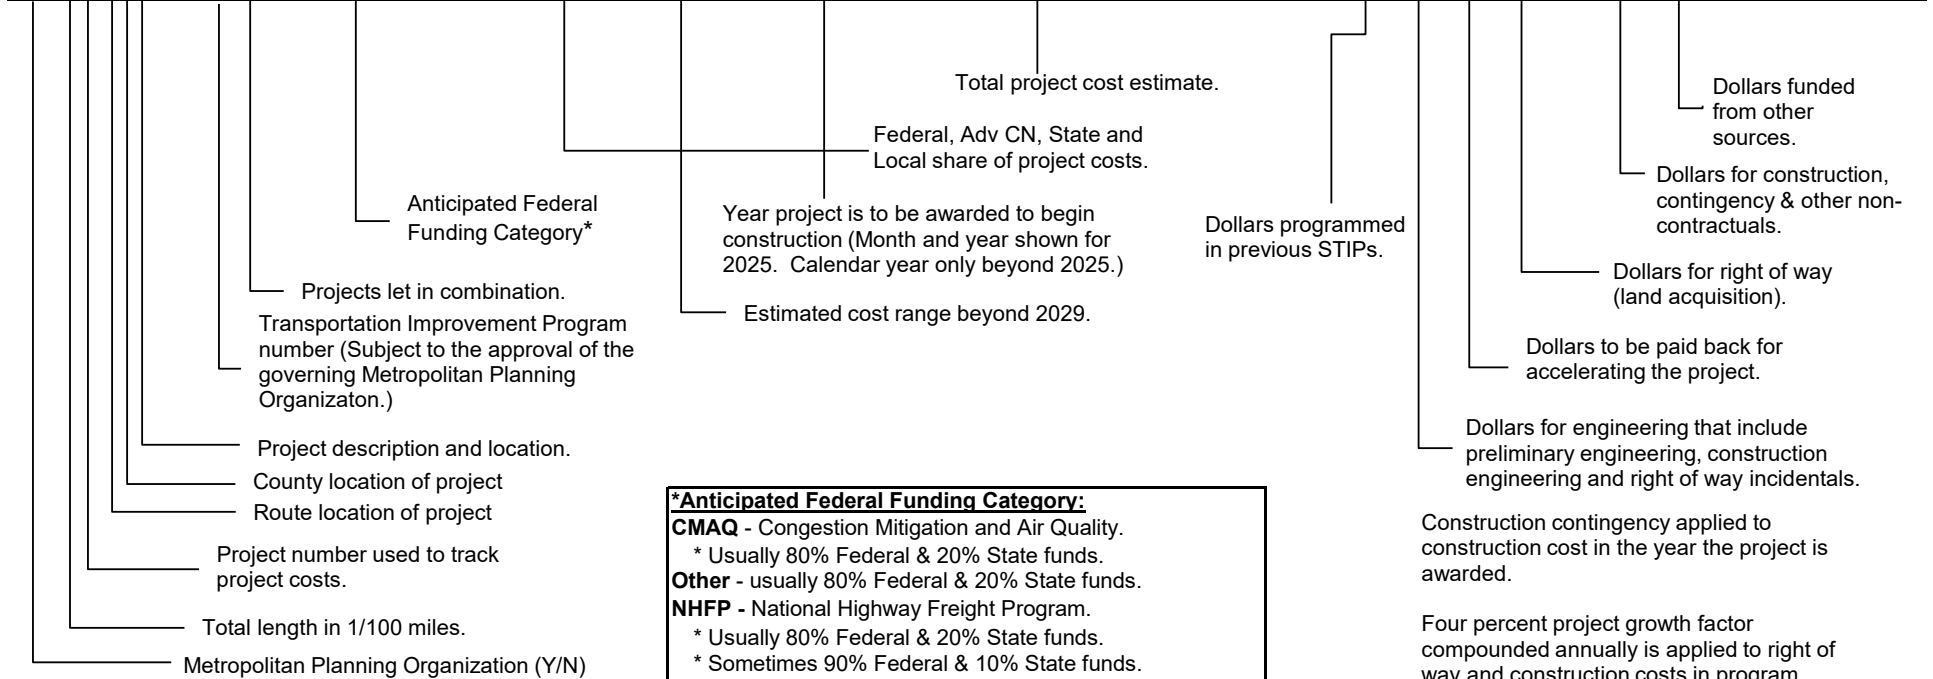 Total project cost estimate.
Federal, Adv CN, State and
Local share of project costs.
Anticipated Federal
Funding Category*
Year project is to be awarded to begin
construction (Month and year shown for
2025.  Calendar year only beyond 2025.)
Estimated cost range beyond 2029.
Projects let in combination.
Transportation Improvement Program
number (Subject to the approval of the
governing Metropolitan Planning
Organizaton.)
Project description and location.
County location of project
Route location of project
Project number used to track
project costs.
Total length in 1/100 miles.
Metropolitan Planning Organization (Y/N)
*Anticipated Federal Funding Category:
CMAQ - Congestion Mitigation and Air Quality.
* Usually 80% Federal & 20% State funds.
Other - usually 80% Federal & 20% State funds.
NHFP - National Highway Freight Program.
* Usually 80% Federal & 20% State funds.
* Sometimes 90% Federal & 10% State funds.
Dollars programmed
in previous STIPs.
Dollars funded
from other
sources.
Dollars for construction,
contingency & other non-
contractuals.
Dollars for right of way
(land acquisition).
Dollars to be paid back for
accelerating the project.
Dollars for engineering that include
preliminary engineering, construction
engineering and right of way incidentals.
Construction contingency applied to
construction cost in the year the project is
awarded.
Four percent project growth factor
compounded annually is applied to right of
way and construction costs in program